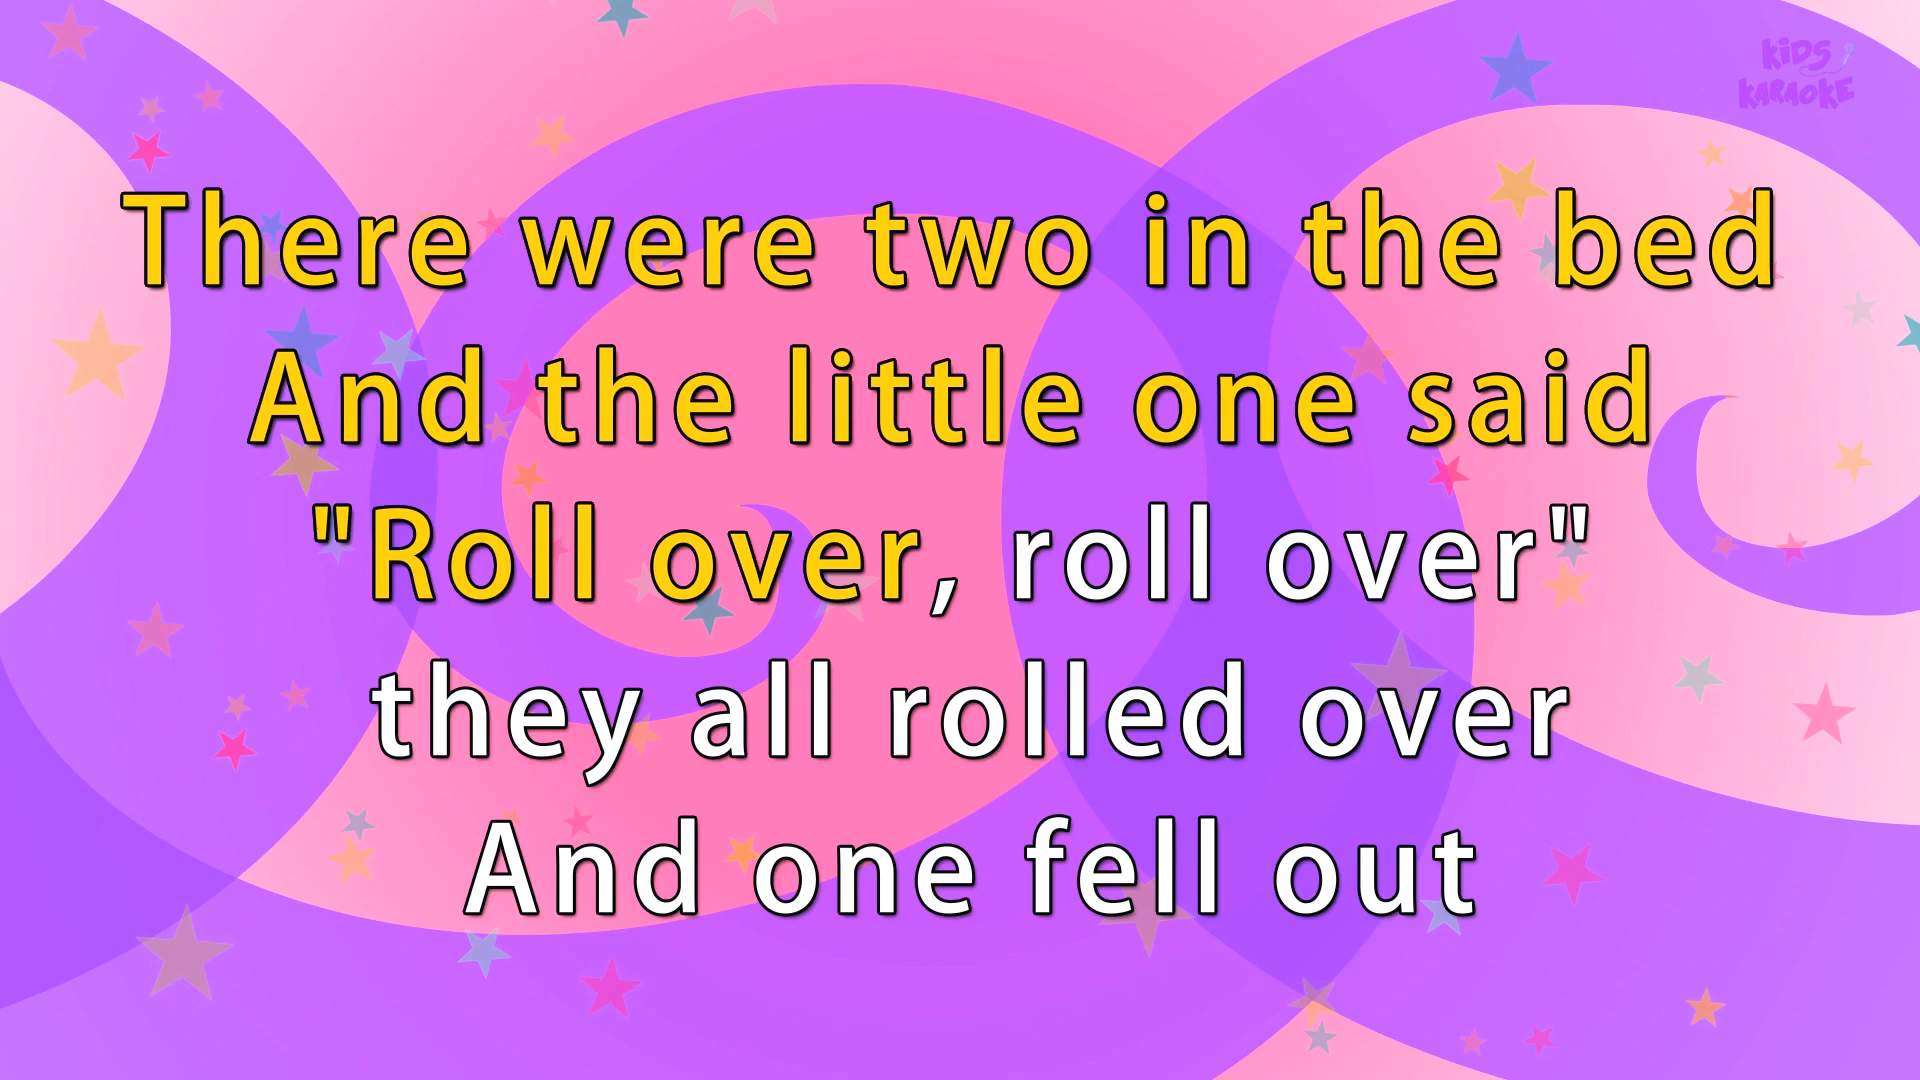 KiDS
KARAOKE
There were two in the bed
And the little one said
"Roll over, roll over"
they all rolled over
And one fell out